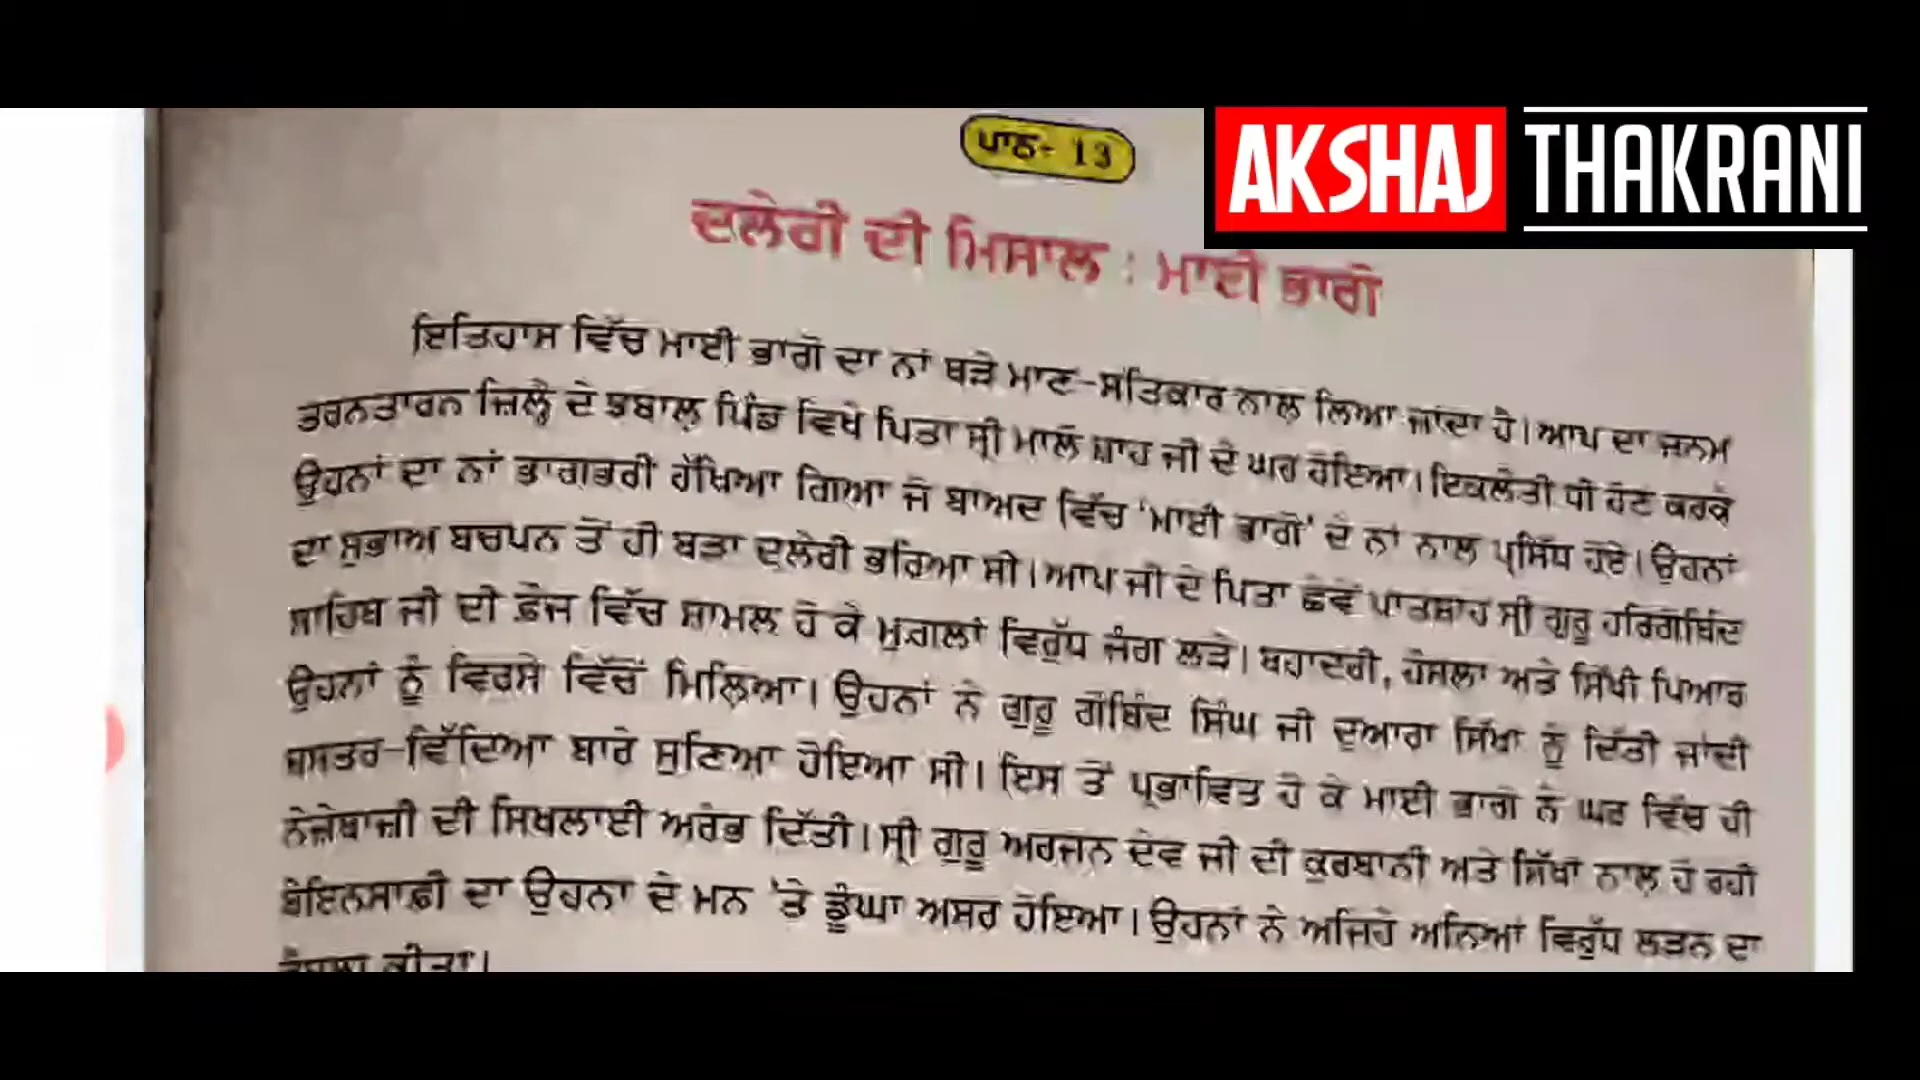 ਪਾਠ- 13
AKSHAJ THAKRANI
ਦਲੇਰੀ ਦੀ ਮਿਸਾਲ : ਮਾਈ ਭਾਗੋ
ਇਤਿਹਾਸ ਵਿੱਚ ਮਾਈ ਭਾਗੋ ਦਾ ਨਾਂ ਬੜੇ ਮਾਣ-ਸਤਿਕਾਰ ਨਾਲ਼ ਲਿਆ ਜਾਂਦਾ ਹੈ। ਆਪ ਦਾ ਜਨਮ
ਤਰਨਤਾਰਨ ਜ਼ਿਲ੍ਹੇ ਦੇ ਝਬਾਲ਼ ਪਿੰਡ ਵਿਖੇ ਪਿਤਾ ਸ੍ਰੀ ਮਾਲੋ ਸ਼ਾਹ ਜੀ ਦੇ ਘਰ ਹੋਇਆ। ਇਕਲੌਤੀ ਧੀ ਹੋਣ ਕਰਕੇ
ਉਹਨਾਂ ਦਾ ਨਾਂ ਭਾਗਭਰੀ ਰੱਖਿਆ ਗਿਆ ਜੋ ਬਾਅਦ ਵਿੱਚ 'ਮਾਈ ਭਾਗੋ' ਦੇ ਨਾਂ ਨਾਲ ਪ੍ਰਸਿੱਧ ਹੋਏ। ਉਹਨਾਂ
ਦਾ ਸੁਭਾਅ ਬਚਪਨ ਤੋਂ ਹੀ ਬੜਾ ਦਲੇਰੀ ਭਰਿਆ ਸੀ। ਆਪ ਜੀ ਦੇ ਪਿਤਾ ਛੇਵੇਂ ਪਾਤਸ਼ਾਹ ਸ੍ਰੀ ਗੁਰੂ ਹਰਿਗੋਬਿੰਦ
ਸਾਹਿਬ ਜੀ ਦੀ ਫ਼ੌਜ ਵਿੱਚ ਸ਼ਾਮਲ ਹੋ ਕੇ ਮੁਗ਼ਲਾਂ ਵਿਰੁੱਧ ਜੰਗ ਲੜੇ। ਬਹਾਦਰੀ, ਹੌਸਲਾ ਅਤੇ ਸਿੱਖੀ ਪਿਆਰ
ਉਹਨਾਂ ਨੂੰ ਵਿਰਸੇ ਵਿੱਚੋਂ ਮਿਲ਼ਿਆ। ਉਹਨਾਂ ਨੇ ਗੁਰੂ ਗੋਬਿੰਦ ਸਿੰਘ ਜੀ ਦੁਆਰਾ ਸਿੱਖਾਂ ਨੂੰ ਦਿੱਤੀ ਜਾਂਦੀ
ਸ਼ਸਤਰ-ਵਿੱਦਿਆ ਬਾਰੇ ਸੁਣਿਆ ਹੋਇਆ ਸੀ। ਇਸ ਤੋਂ ਪ੍ਰਭਾਵਿਤ ਹੋ ਕੇ ਮਾਈ ਭਾਗੋ ਨੇ ਘਰ ਵਿੱਚ ਹੀ
ਨੇਜ਼ੇਬਾਜ਼ੀ ਦੀ ਸਿਖਲਾਈ ਅਰੰਭ ਦਿੱਤੀ। ਸ੍ਰੀ ਗੁਰੂ ਅਰਜਨ ਦੇਵ ਜੀ ਦੀ ਕੁਰਬਾਨੀ ਅਤੇ ਸਿੱਖਾਂ ਨਾਲ਼ ਹੋ ਰਹੀ
ਬੇਇਨਸਾਫ਼ੀ ਦਾ ਉਹਨਾਂ ਦੇ ਮਨ 'ਤੇ ਡੂੰਘਾ ਅਸਰ ਹੋਇਆ। ਉਹਨਾਂ ਨੇ ਅਜਿਹੇ ਅਨਿਆਂ ਵਿਰੁੱਧ ਲੜਨ ਦਾ
ਕੀਤਾ।